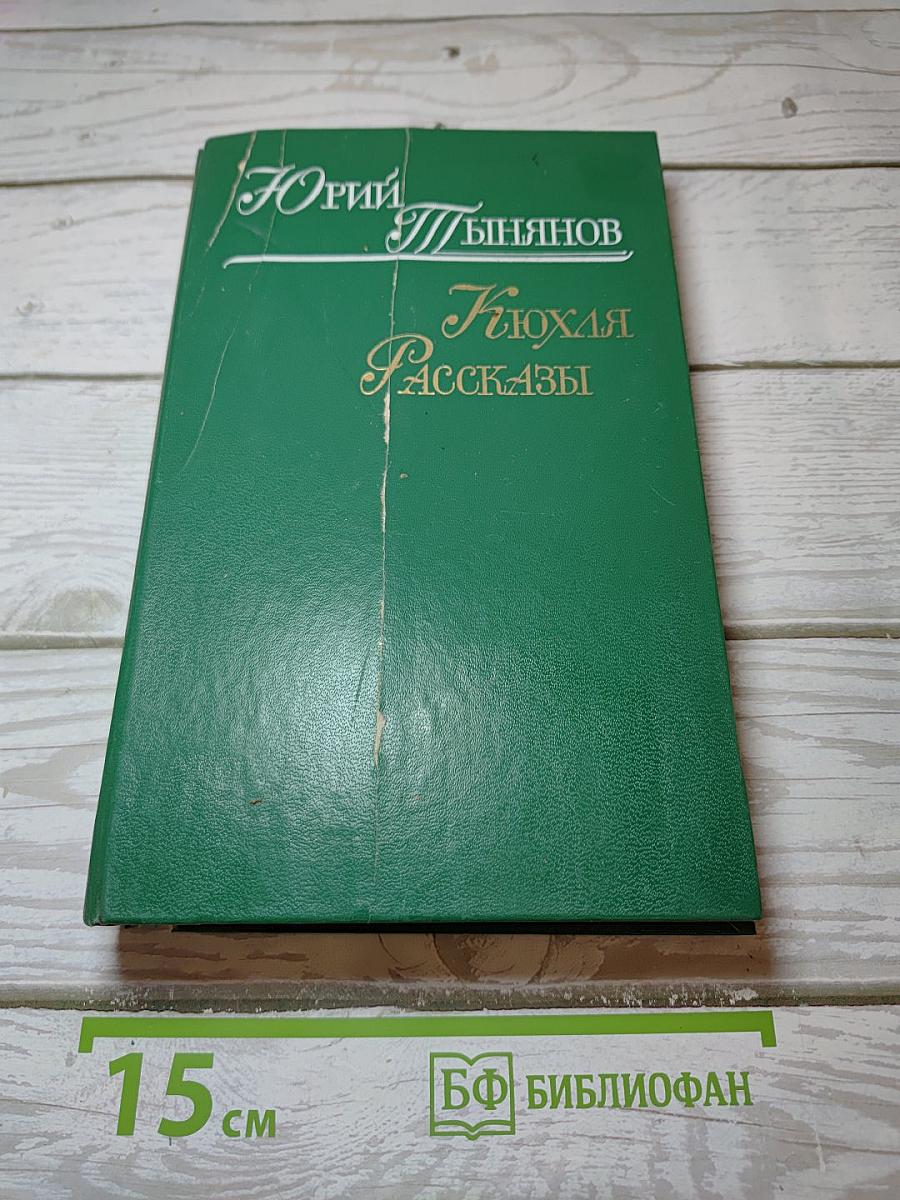 Юрий
Тынянов
Кюхля
Рассказы
15 см
БФ БИБЛИОФАН